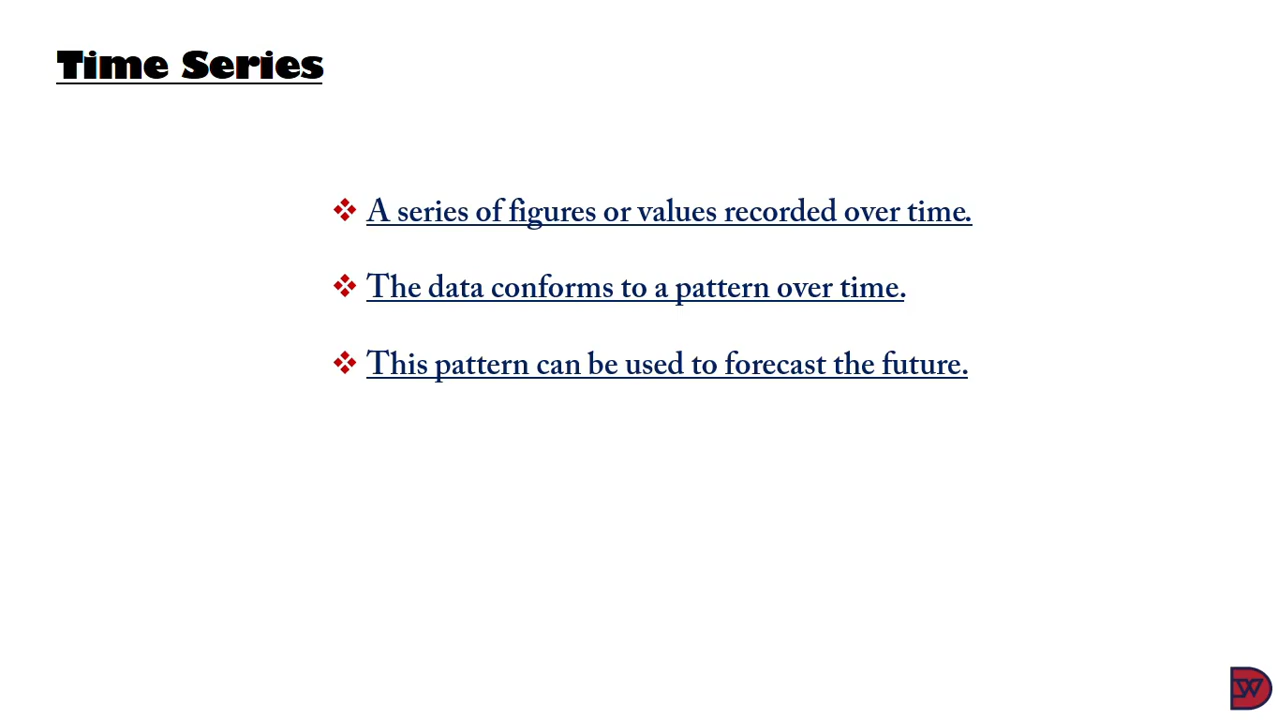 Time Series
A series of figures or values recorded over time.
The data conforms to a pattern over time.
This pattern can be used to forecast the future.
DW